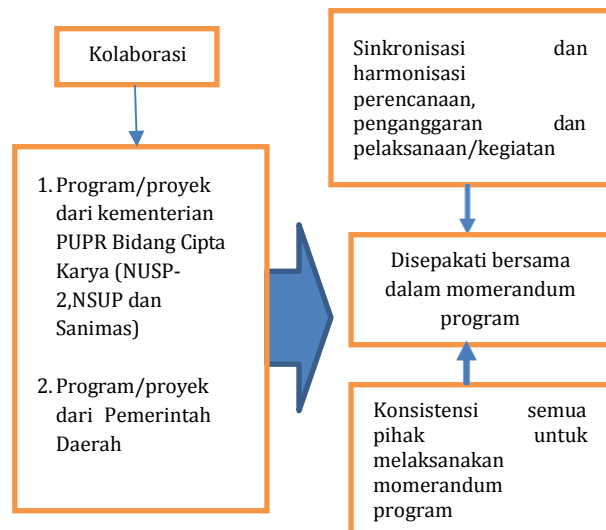 Kolaborasi
1. Program/proyek
dari kementerian
PUPR Bidang Cipta
Karya (NUSP-
2,NSUP dan
Sanimas)
2. Program/proyek
dari Pemerintah
Daerah
Sinkronisasi dan
harmonisasi
perencanaan,
penganggaran dan
pelaksanaan/kegiatan
Disepakati bersama
dalam momerandum
program
Konsistensi semua
pihak untuk
melaksanakan
momerandum
program